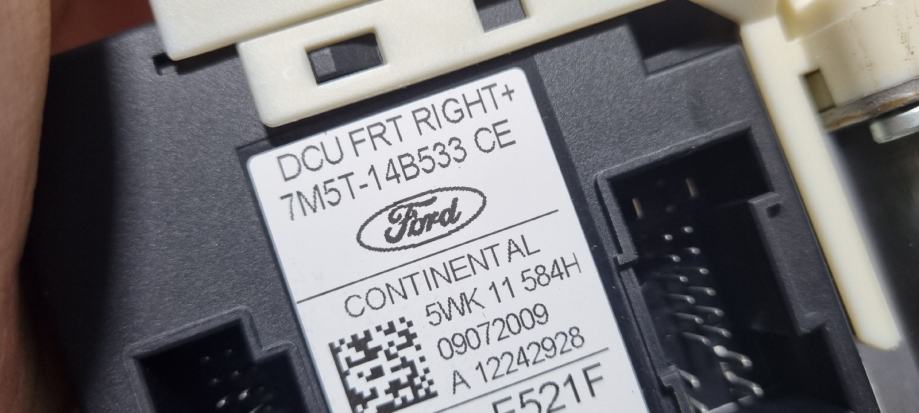 DCU FRT RIGHT+
7M5T-14B533 CE
Ford
CONTINENTAL
5WK 11 584H
09072009
A 12242928